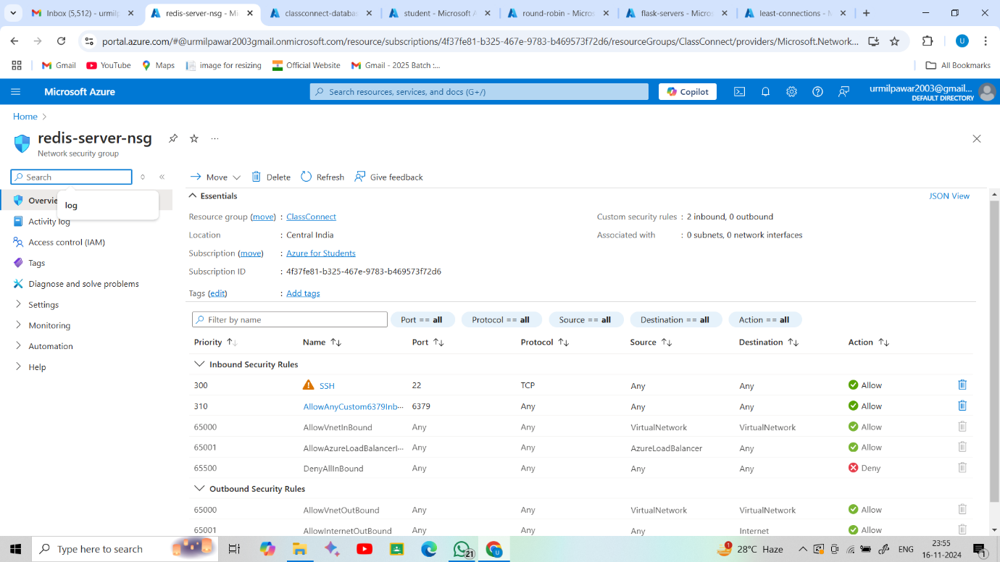 Inbox (5,512) - urmilp
redis-server-nsg - Mi
classconnect-databas
student - Microsoft A
round-robin - Micros
flask-servers - Micros
least-connections - M
portal.azure.com/#@urmilpawar2003gmail.onmicrosoft.com/resource/subscriptions/4f37fe81-b325-467e-9783-b469573f72d6/resourceGroups/ClassConnect/providers/Microsoft.Network...
U
Gmail
YouTube
Maps
image for resizing
Official Website
Gmail - 2025 Batch :...
All Bookmarks
Microsoft Azure
Search resources, services, and docs (G+/)
Copilot
urmilpawar2003@gmail...
DEFAULT DIRECTORY
Home
redis-server-nsg
Network security group
Search
Move
Delete
Refresh
Give feedback
Overvie
log
Activity log
Access control (IAM)
Tags
Diagnose and solve problems
Settings
Monitoring
Automation
Help
Essentials
JSON View
Resource group (move) : ClassConnect
Custom security rules : 2 inbound, 0 outbound
Location : Central India
Associated with : 0 subnets, 0 network interfaces
Subscription (move) : Azure for Students
Subscription ID : 4f37fe81-b325-467e-9783-b469573f72d6
Tags (edit) : Add tags
Filter by name
Port == all
Protocol == all
Source == all
Destination == all
Action == all
Priority Name Port Protocol Source Destination Action
Inbound Security Rules
300 SSH 22 TCP Any Any Allow
310 AllowAnyCustom6379Inb... 6379 Any Any Any Allow
65000 AllowVnetInBound Any Any VirtualNetwork VirtualNetwork Allow
65001 AllowAzureLoadBalancerI... Any Any AzureLoadBalancer Any Allow
65500 DenyAllInBound Any Any Any Any Deny
Outbound Security Rules
65000 AllowVnetOutBound Any Any VirtualNetwork VirtualNetwork Allow
65001 AllowInternetOutBound Any Any Any Internet Allow
Type here to search
21
U
1
28°C Haze
ENG
23:55
16-11-2024
1